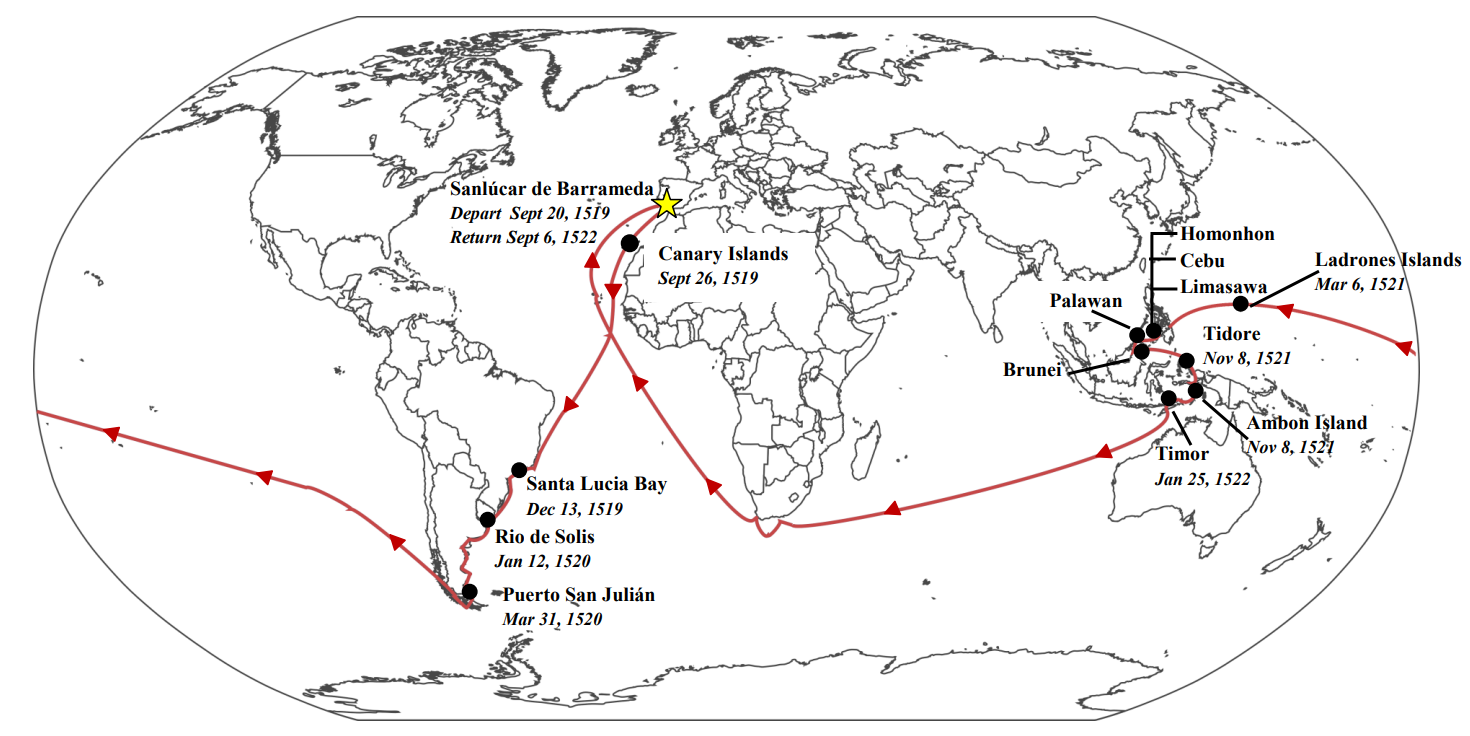 Sanlúcar de Barrameda
Depart Sept 20, 1519
Return Sept 6, 1522
Canary Islands
Sept 26, 1519
Homonhon
Cebu
Limasawa
Palawan
Brunei
Ladrones Islands
Mar 6, 1521
Tidore
Nov 8, 1521
Ambon Island
Nov 8, 1521
Timor
Jan 25, 1522
Santa Lucia Bay
Dec 13, 1519
Rio de Solis
Jan 12, 1520
Puerto San Julián
Mar 31, 1520